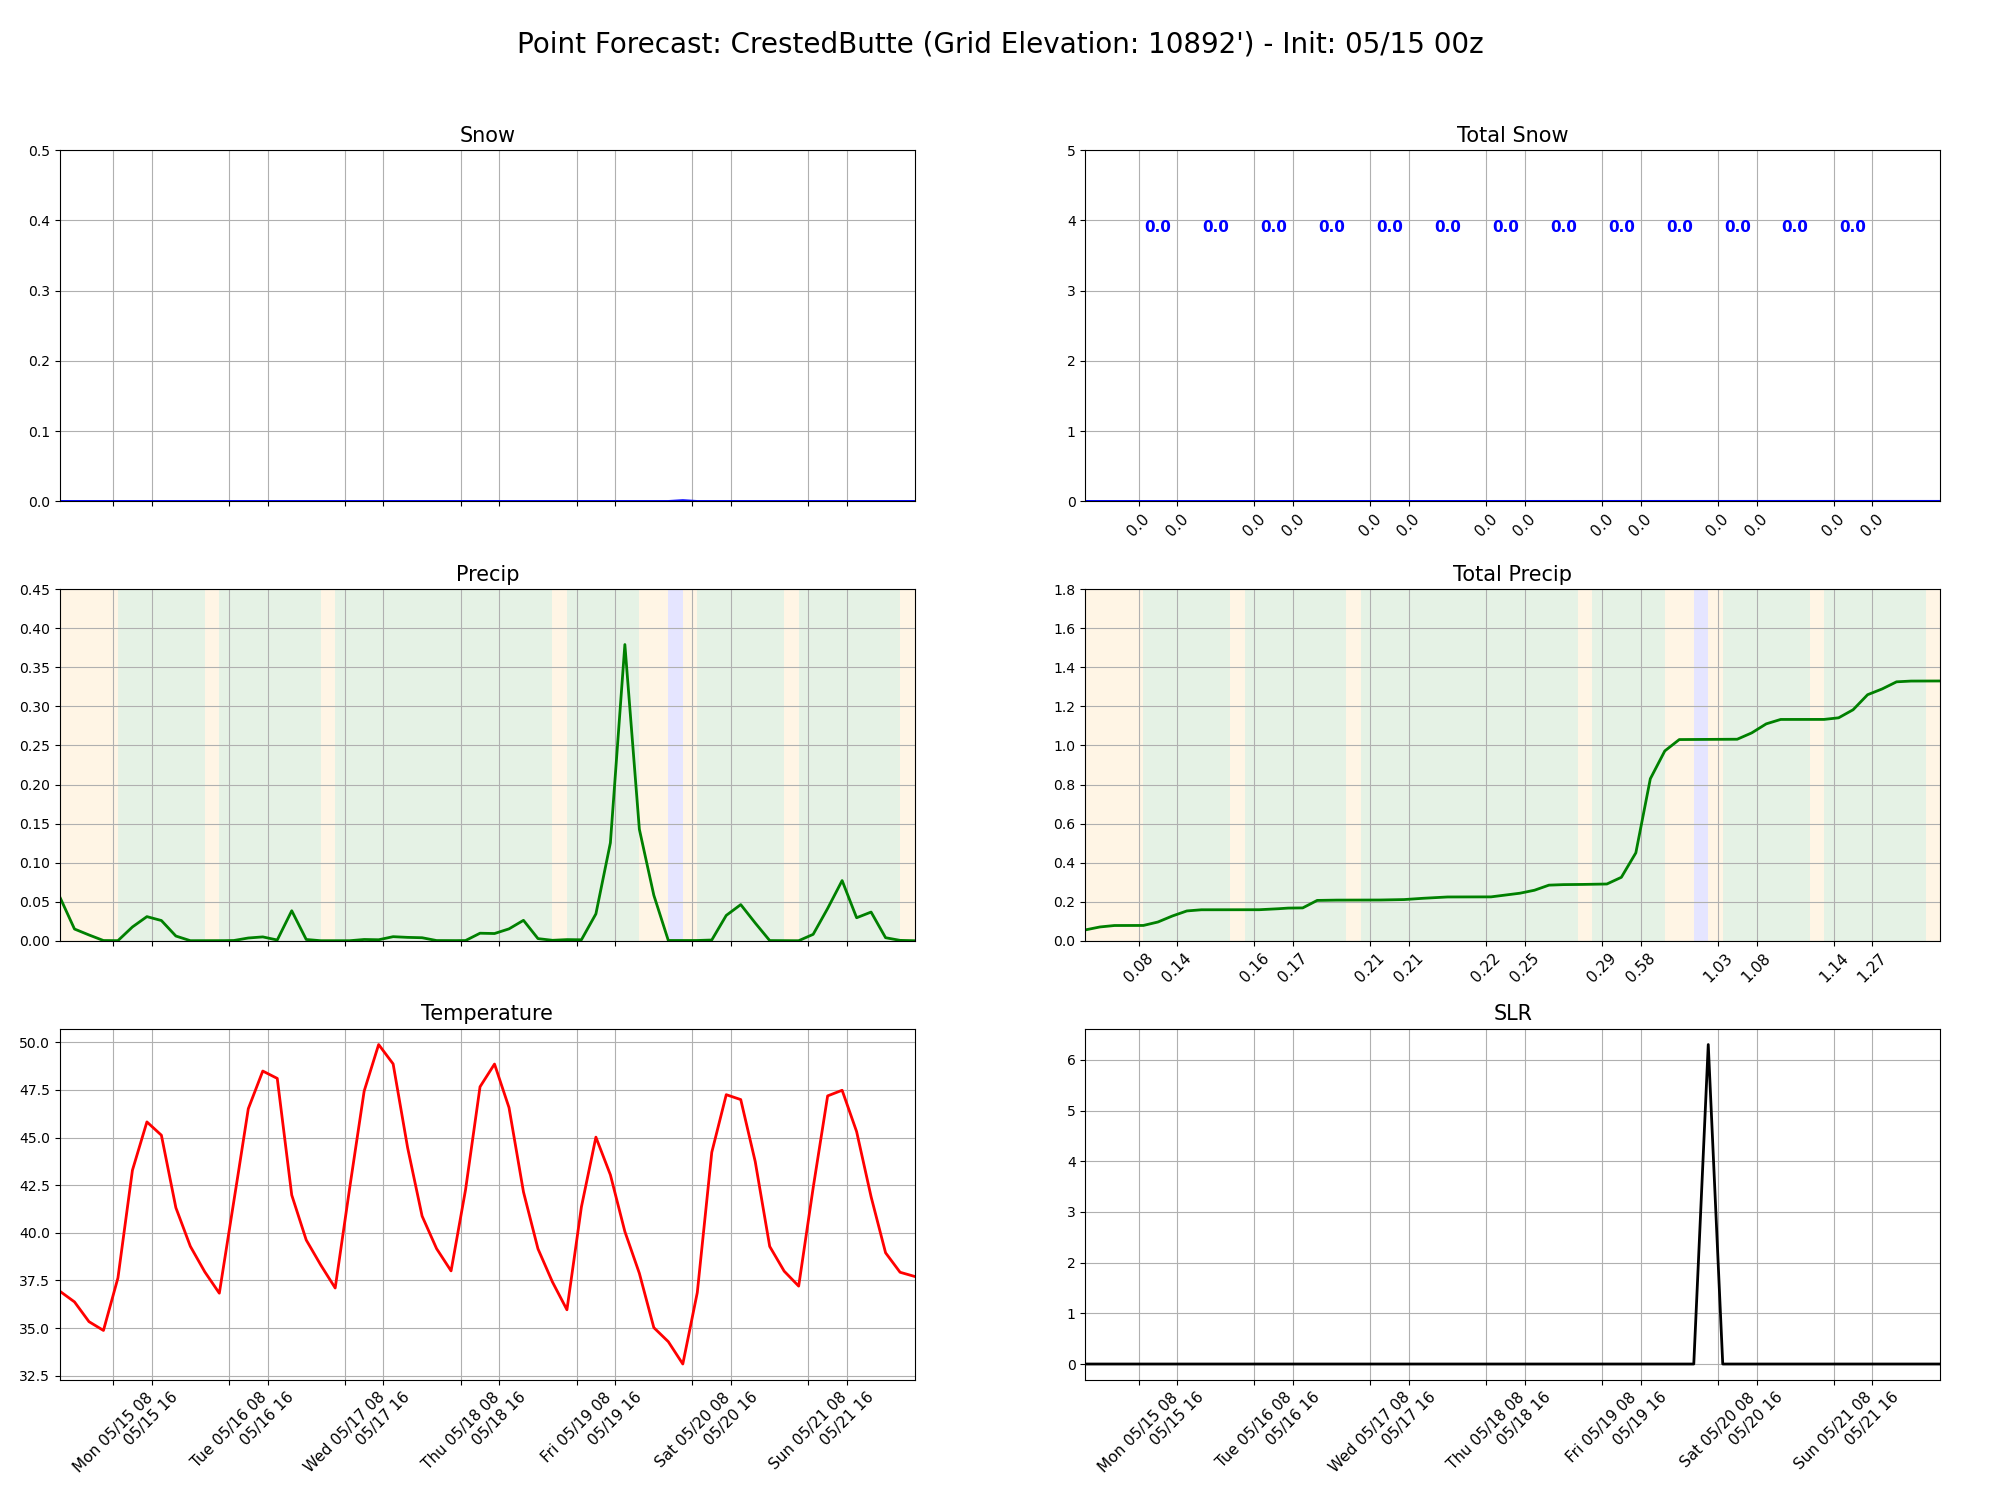 Point Forecast: CrestedButte (Grid Elevation: 10892') - Init: 05/15 00z
Snow
0.5
0.4
0.3
0.2
0.1
0.0
Total Snow
5
4
3
2
1
0
0.0 0.0 0.0 0.0 0.0 0.0 0.0 0.0 0.0 0.0 0.0 0.0 0.0
0.0 0.0 0.0 0.0 0.0 0.0 0.0 0.0 0.0 0.0 0.0 0.0 0.0 0.0
Precip
0.45
0.40
0.35
0.30
0.25
0.20
0.15
0.10
0.05
0.00
Total Precip
1.8
1.6
1.4
1.2
1.0
0.8
0.6
0.4
0.2
0.0
0.08 0.14 0.16 0.17 0.21 0.21 0.22 0.25 0.29 0.58 1.03 1.08 1.14 1.27
Temperature
50.0
47.5
45.0
42.5
40.0
37.5
35.0
32.5
Mon 05/15 08
05/15 16
Tue 05/16 08
05/16 16
Wed 05/17 08
05/17 16
Thu 05/18 08
05/18 16
Fri 05/19 08
05/19 16
Sat 05/20 08
05/20 16
Sun 05/21 08
05/21 16
SLR
6
5
4
3
2
1
0
Mon 05/15 08
05/15 16
Tue 05/16 08
05/16 16
Wed 05/17 08
05/17 16
Thu 05/18 08
05/18 16
Fri 05/19 08
05/19 16
Sat 05/20 08
05/20 16
Sun 05/21 08
05/21 16